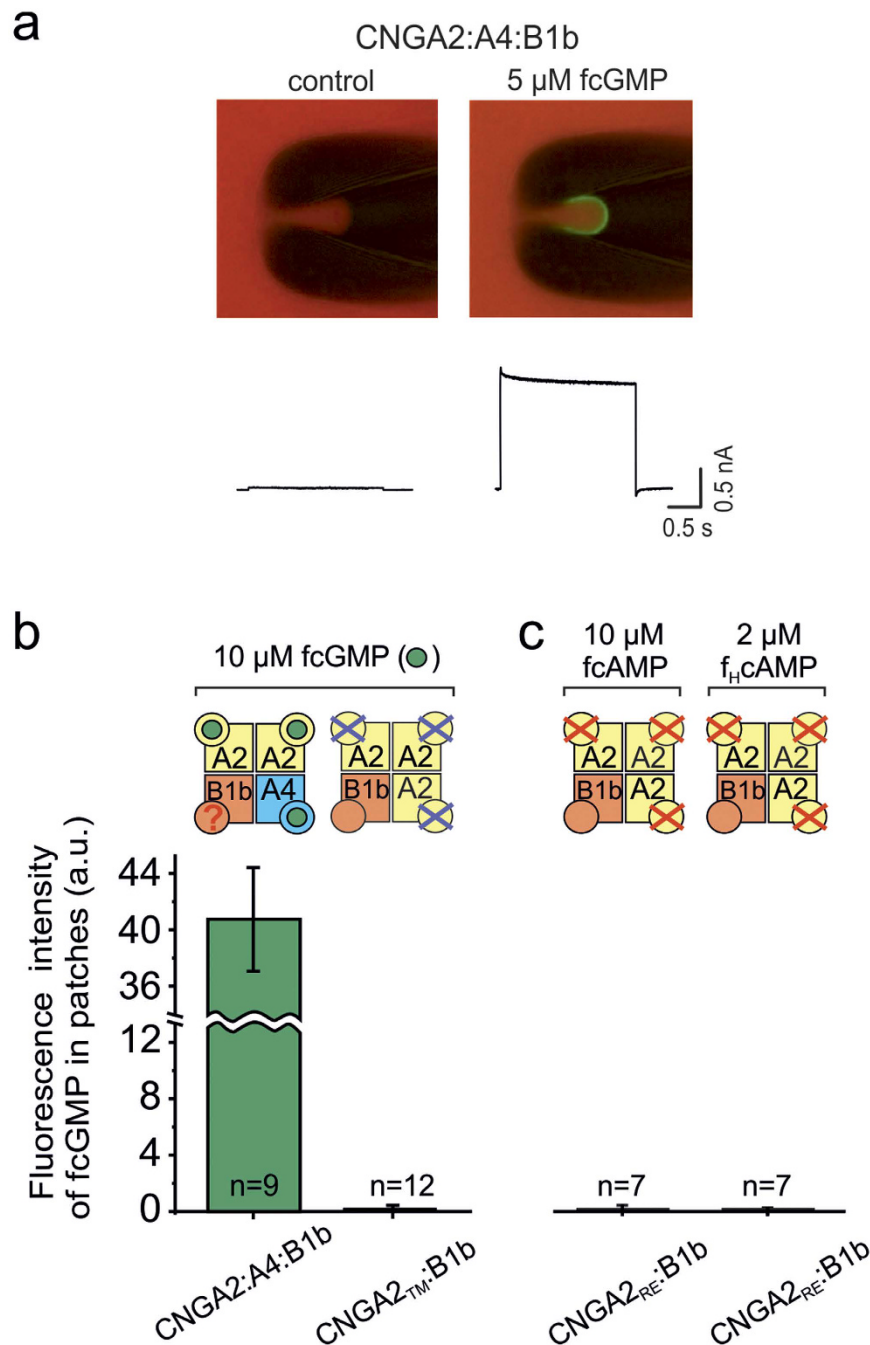 a
CNGA2:A4:B1b
control
5 µM fcGMP
0.5 nA
0.5 s
b
10 µM fcGMP ( )
A2 A2
B1b A4
?
A2 A2
B1b A2
c
10 µM
fcAMP
2 µM
fHcAMP
A2 A2
B1b A2
A2 A2
B1b A2
Fluorescence intensity
of fcGMP in patches (a.u.)
44
40
36
12
8
4
0
n=9
n=12
n=7
n=7
CNGA2:A4:B1b
CNGA2TM:B1b
CNGA2RE:B1b
CNGA2RE:B1b